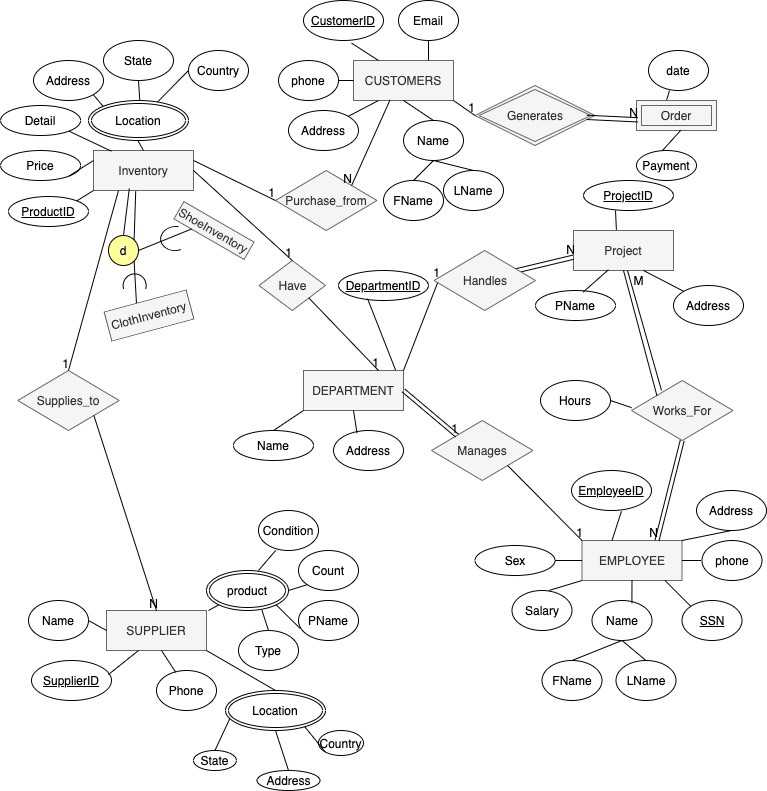 CustomerID
Email
State
Country
Address
phone
CUSTOMERS
date
Location
1
Generates
N
Order
Detail
Address
Name
Price
Inventory
Payment
ProductID
1
N
Purchase_from
FName
LName
ProjectID
ShoeInventory
d
1
Have
DepartmentID
1
Handles
N
Project
M
PName
Address
ClothInventory
1
Supplies_to
1
DEPARTMENT
Hours
Works_For
Name
Address
1
Manages
EmployeeID
Address
Condition
1
N
Sex
EMPLOYEE
phone
Count
product
N
Salary
Name
SSN
PName
Name
SUPPLIER
Type
SupplierID
Phone
FName
LName
Location
State
Country
Address